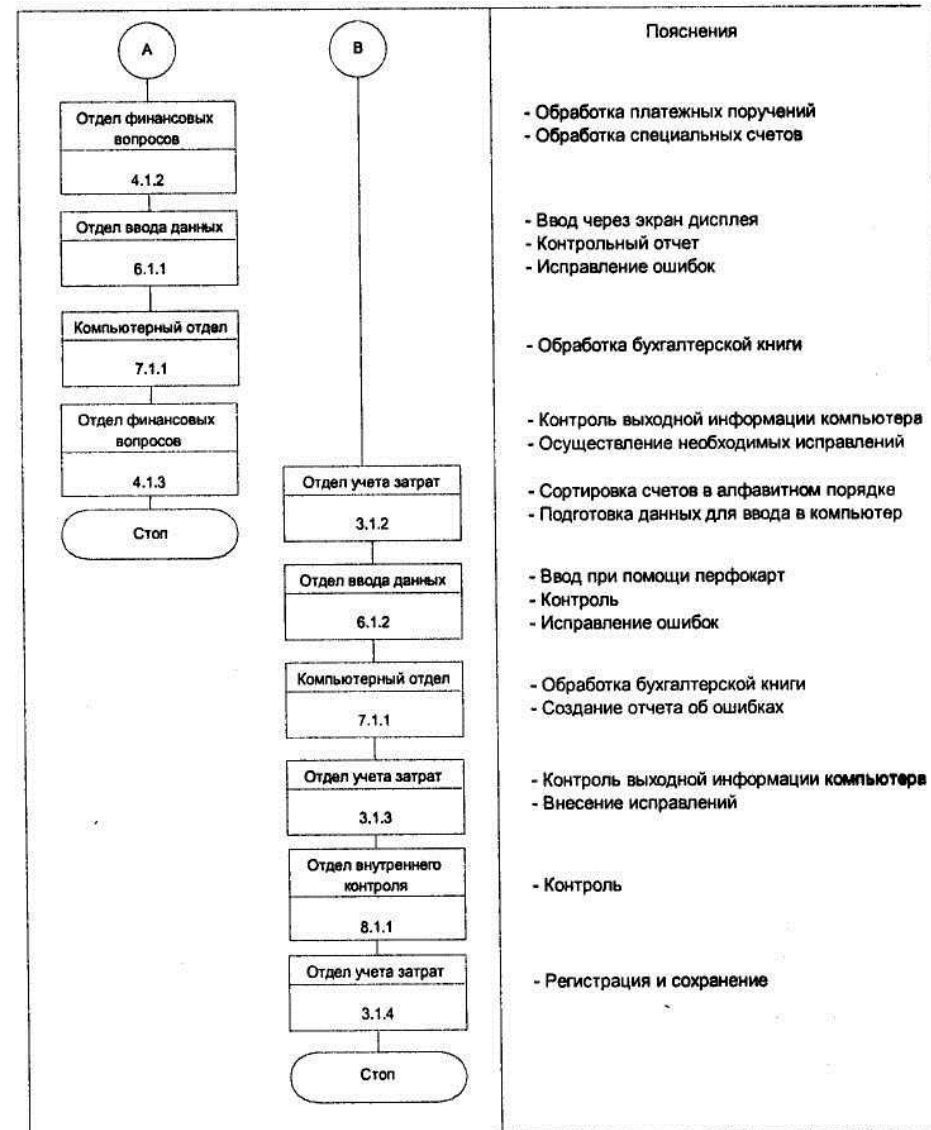 А
В
Пояснения
Отдел финансовых
вопросов
4.1.2
- Обработка платежных поручений
- Обработка специальных счетов
Отдел ввода данных
6.1.1
- Ввод через экран дисплея
- Контрольный отчет
- Исправление ошибок
Компьютерный отдел
7.1.1
- Обработка бухгалтерской книги
Отдел финансовых
вопросов
4.1.3
- Контроль выходной информации компьютера
- Осуществление необходимых исправлений
Стоп
Отдел учета затрат
3.1.2
- Сортировка счетов в алфавитном порядке
- Подготовка данных для ввода в компьютер
Отдел ввода данных
6.1.2
- Ввод при помощи перфокарт
- Контроль
- Исправление ошибок
Компьютерный отдел
7.1.1
- Обработка бухгалтерской книги
- Создание отчета об ошибках
Отдел учета затрат
3.1.3
- Контроль выходной информации компьютера
- Внесение исправлений
Отдел внутреннего
контроля
8.1.1
- Контроль
Отдел учета затрат
3.1.4
- Регистрация и сохранение
Стоп